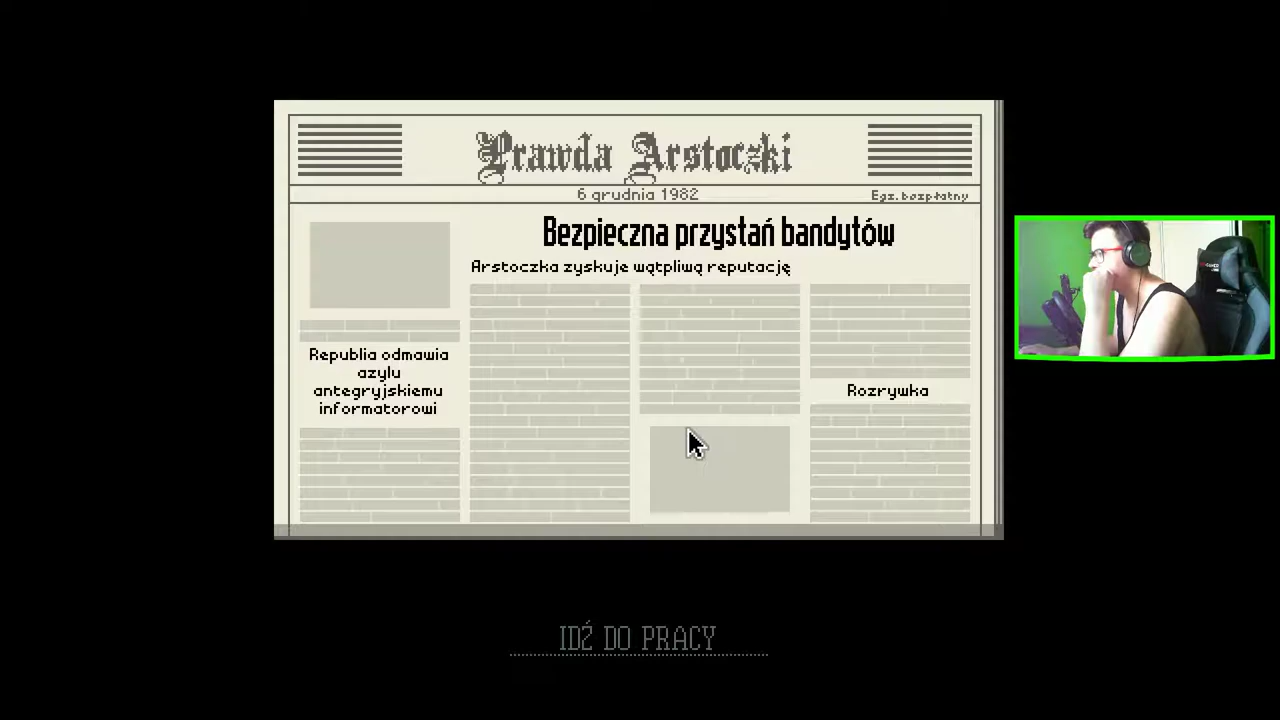 Prawda Arstoczki
6 grudnia 1982
Egz. bezpłatny
Bezpieczna przystań bandytów
Arstoczka zyskuje wątpliwą reputację
Republia odmawia
azylu
antegryjskiemu
informatorowi
Rozrywka
IDŹ DO PRACY